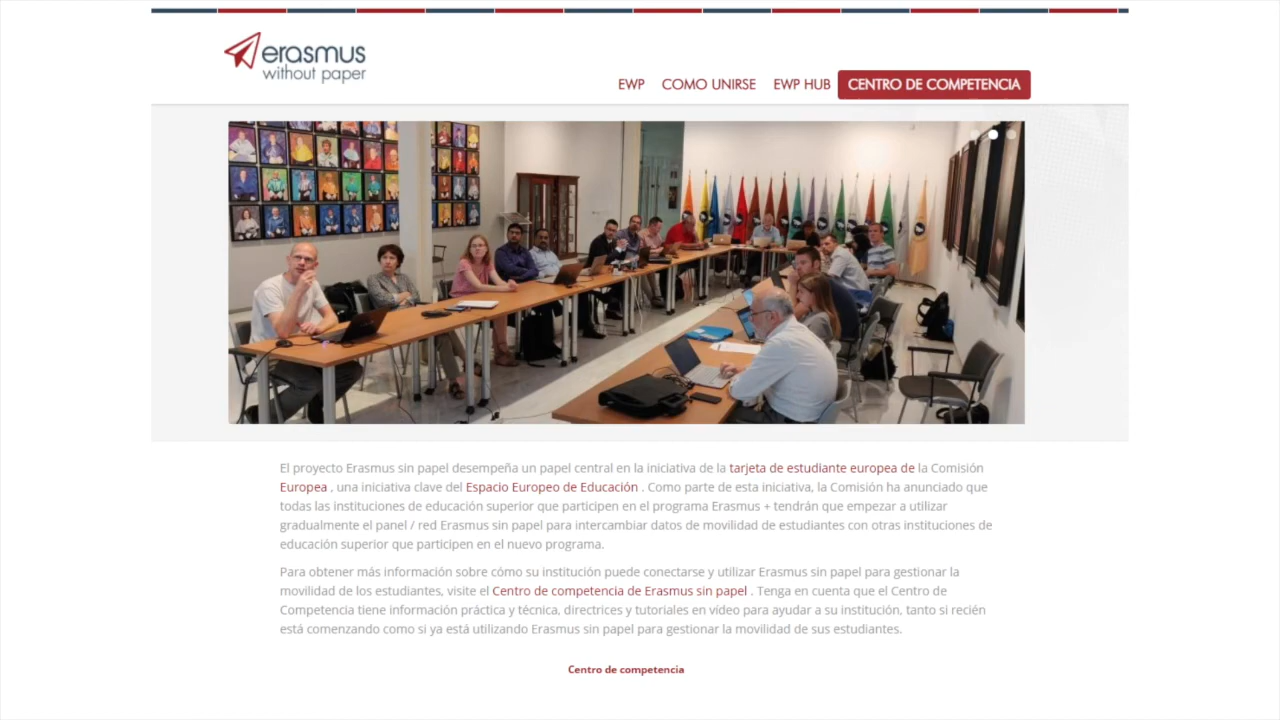 erasmus
without paper
EWP COMO UNIRSE EWP HUB CENTRO DE COMPETENCIA
El proyecto Erasmus sin papel desempeña un papel central en la iniciativa de la tarjeta de estudiante europea de la Comisión
Europea , una iniciativa clave del Espacio Europeo de Educación . Como parte de esta iniciativa, la Comisión ha anunciado que
todas las instituciones de educación superior que participen en el programa Erasmus + tendrán que empezar a utilizar
gradualmente el panel / red Erasmus sin papel para intercambiar datos de movilidad de estudiantes con otras instituciones de
educación superior que participen en el nuevo programa.
Para obtener más información sobre cómo su institución puede conectarse y utilizar Erasmus sin papel para gestionar la
movilidad de los estudiantes, visite el Centro de competencia de Erasmus sin papel . Tenga en cuenta que el Centro de
Competencia tiene información práctica y técnica, directrices y tutoriales en vídeo para ayudar a su institución, tanto si recién
está comenzando como si ya está utilizando Erasmus sin papel para gestionar la movilidad de sus estudiantes.
Centro de competencia